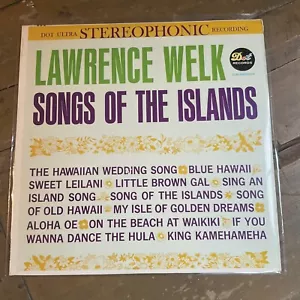 DOT ULTRA STEREOPHONIC RECORDING
LAWRENCE WELK
Dot
RECORDS
SONGS OF THE ISLANDS
THE HAWAIIAN WEDDING SONG BLUE HAWAII
SWEET LEILANI LITTLE BROWN GAL SING AN
ISLAND SONG SONG OF THE ISLANDS SONG
OF OLD HAWAII MY ISLE OF GOLDEN DREAMS
ALOHA OE ON THE BEACH AT WAIKIKI IF YOU
WANNA DANCE THE HULA KING KAMEHAMEHA